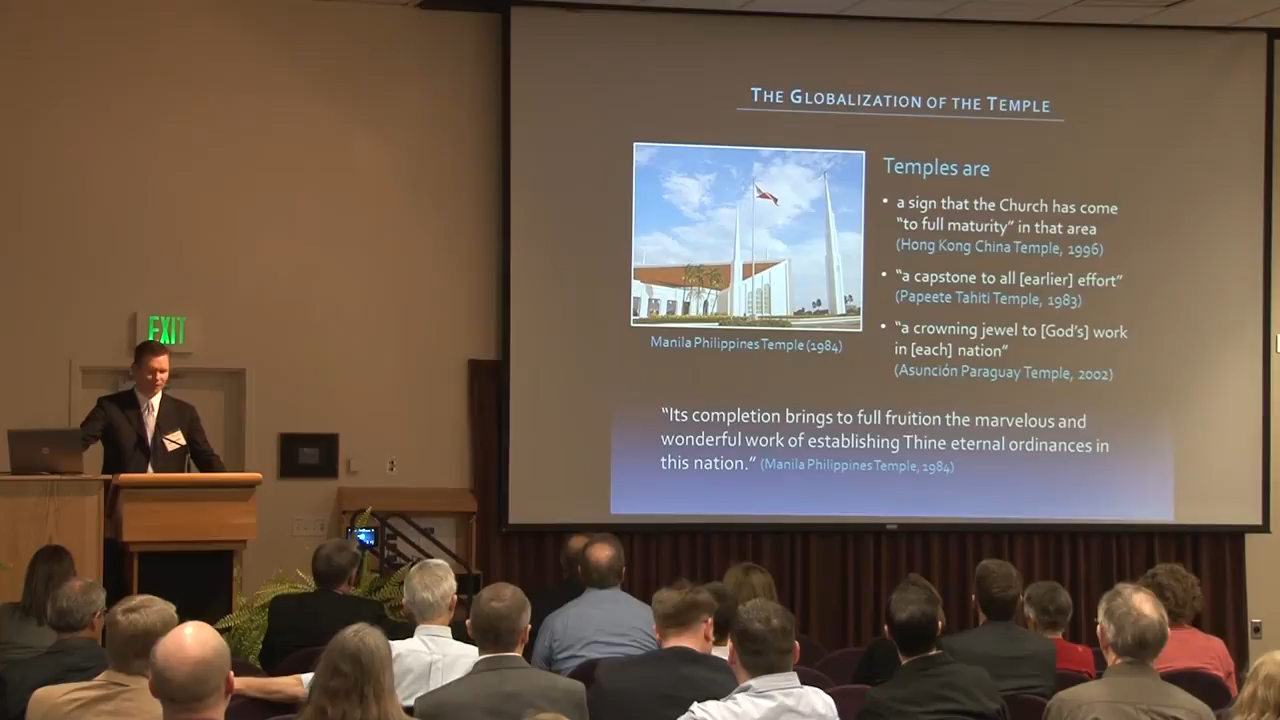 EXIT
THE GLOBALIZATION OF THE TEMPLE
Manila Philippines Temple (1984)
Temples are
• a sign that the Church has come
"to full maturity" in that area
(Hong Kong China Temple, 1996)
• "a capstone to all [earlier] effort"
(Papeete Tahiti Temple, 1983)
• "a crowning jewel to [God's] work
in [each] nation"
(Asunción Paraguay Temple, 2002)
"Its completion brings to full fruition the marvelous and
wonderful work of establishing Thine eternal ordinances in
this nation." (Manila Philippines Temple, 1984)